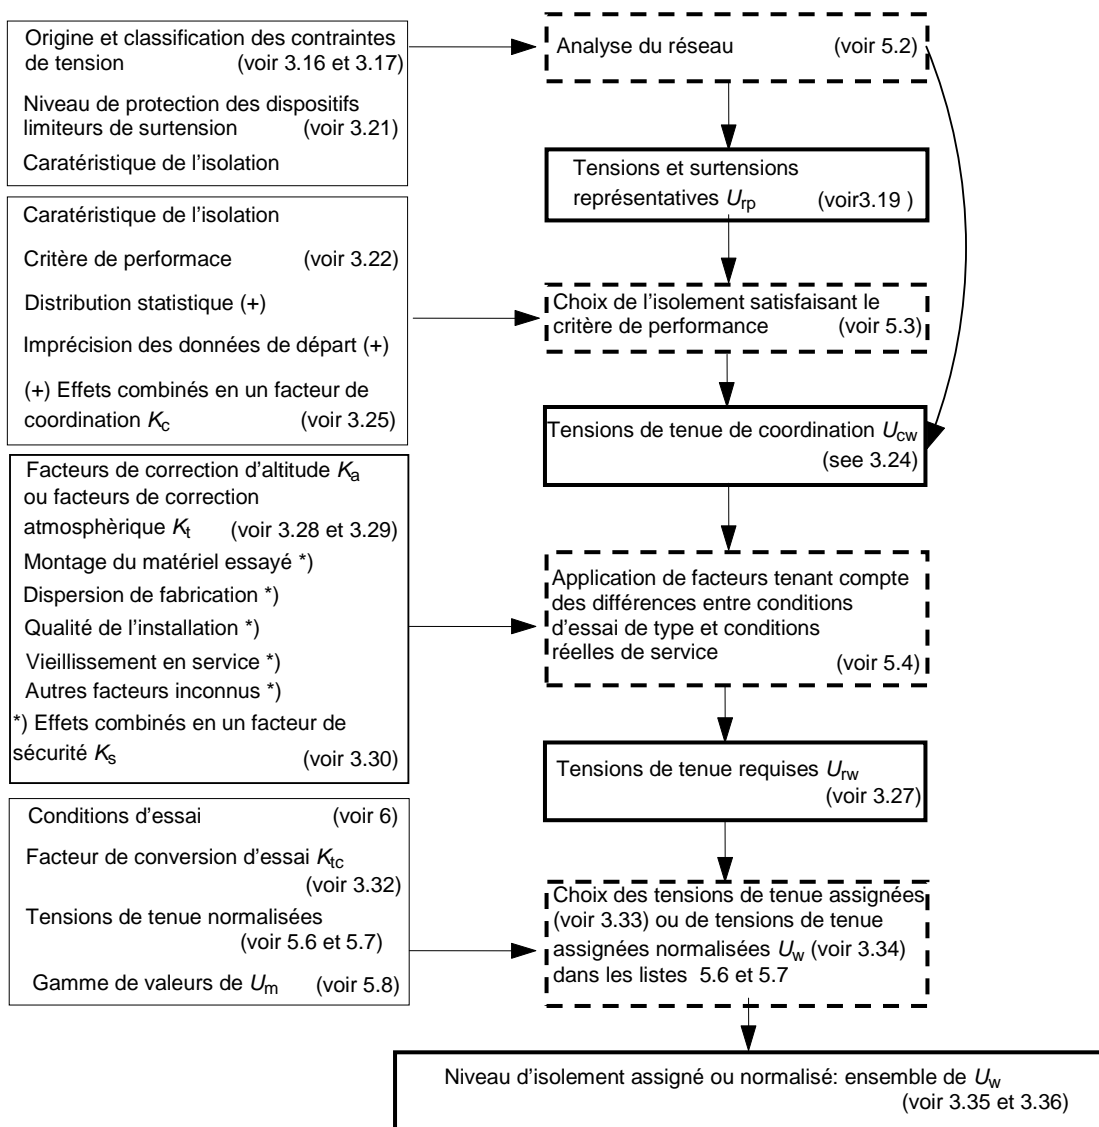 Origine et classification des contraintes
de tension (voir 3.16 et 3.17)
Niveau de protection des dispositifs
limiteurs de surtension (voir 3.21)
Caratéristique de l'isolation
Analyse du réseau (voir 5.2)
Tensions et surtensions
représentatives Urp (voir3.19 )
Caratéristique de l'isolation
Critère de performace (voir 3.22)
Distribution statistique (+)
Imprécision des données de départ (+)
(+) Effets combinés en un facteur de
coordination Kc (voir 3.25)
Choix de l'isolement satisfaisant le
critère de performance (voir 5.3)
Tensions de tenue de coordination Ucw
(see 3.24)
Facteurs de correction d'altitude Ka
ou facteurs de correction
atmosphèrique Kt (voir 3.28 et 3.29)
Montage du matériel essayé *)
Dispersion de fabrication *)
Qualité de l'installation *)
Vieillissement en service *)
Autres facteurs inconnus *)
*) Effets combinés en un facteur de
sécurité Ks (voir 3.30)
Application de facteurs tenant compte
des différences entre conditions
d'essai de type et conditions
réelles de service
(voir 5.4)
Tensions de tenue requises Urw
(voir 3.27)
Conditions d'essai (voir 6)
Facteur de conversion d'essai Ktc
(voir 3.32)
Tensions de tenue normalisées
(voir 5.6 et 5.7)
Gamme de valeurs de Um (voir 5.8)
Choix des tensions de tenue assignées
(voir 3.33) ou de tensions de tenue
assignées normalisées Uw (voir 3.34)
dans les listes 5.6 et 5.7
Niveau d'isolement assigné ou normalisé: ensemble de Uw
(voir 3.35 et 3.36)